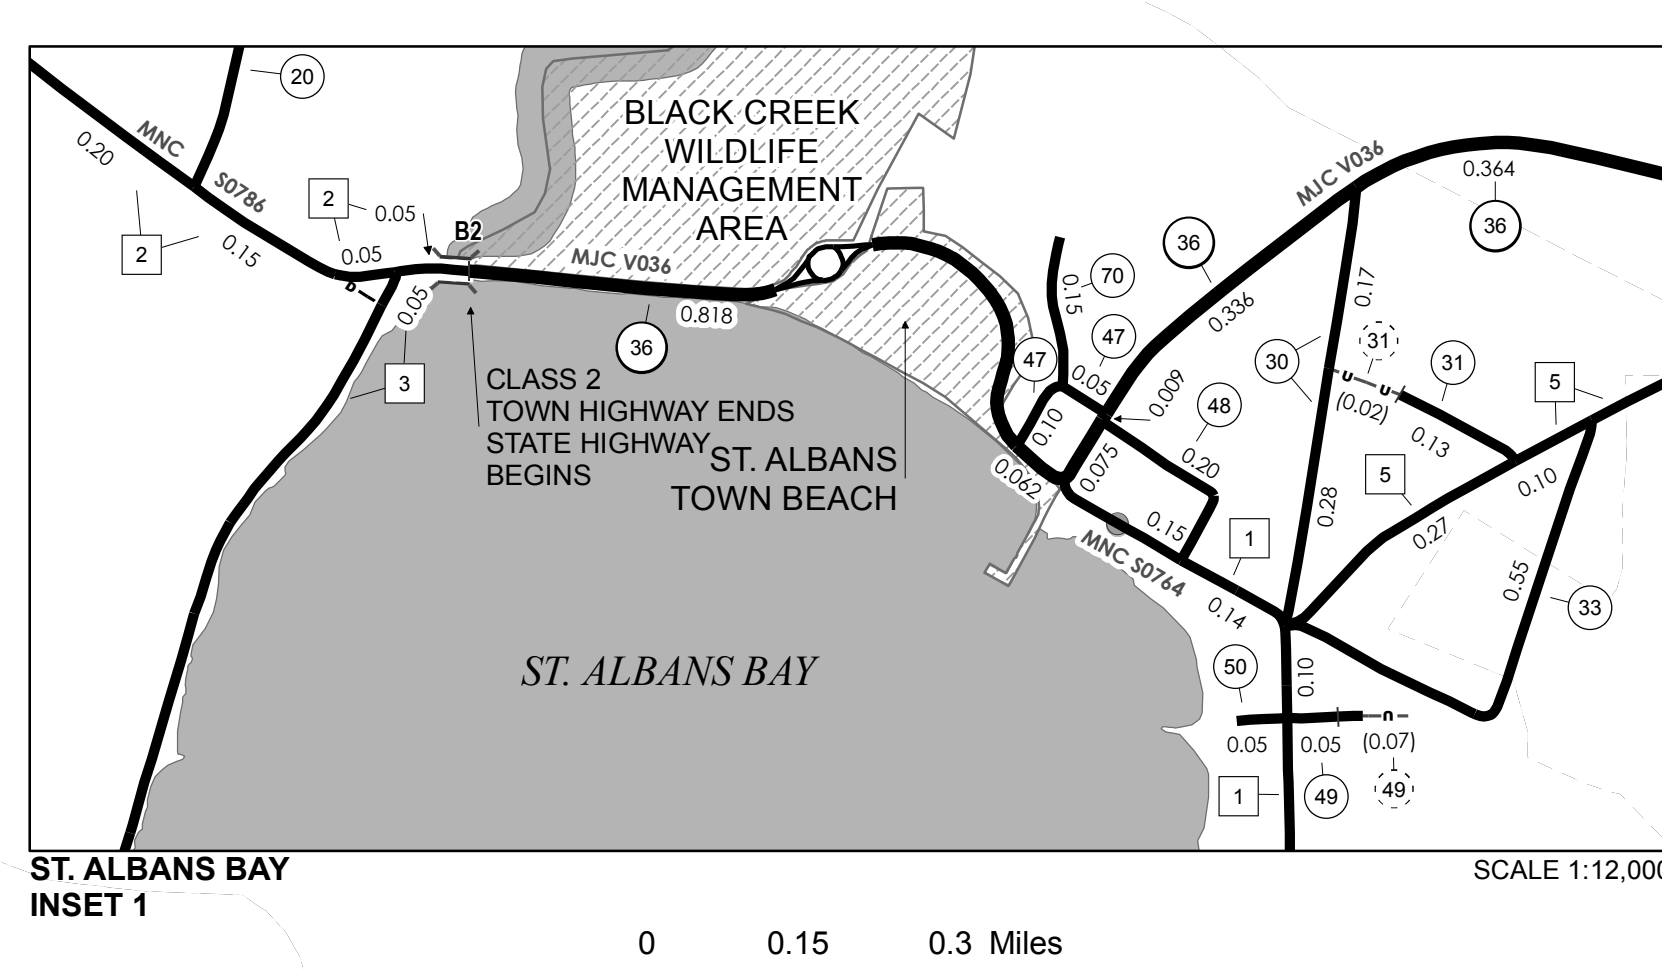 20
MNC
S0786
0.20
0.15
2
2
0.05
0.05
B2
BLACK CREEK
WILDLIFE
MANAGEMENT
AREA
MJC V036
0.818
36
0.05
3
CLASS 2
TOWN HIGHWAY ENDS
STATE HIGHWAY
BEGINS
ST. ALBANS
TOWN BEACH
70
0.15
47
47
0.05
0.10
0.009
48
0.062
0.075
0.20
0.15
MNC S0764
1
0.14
36
0.336
MJC V036
0.364
36
0.17
30
31
31
(0.02)
0.13
5
5
0.10
0.27
0.28
0.55
33
50
0.10
0.05
0.05
(0.07)
1
49
49
ST. ALBANS BAY
ST. ALBANS BAY
INSET 1
SCALE 1:12,000
0 0.15 0.3 Miles